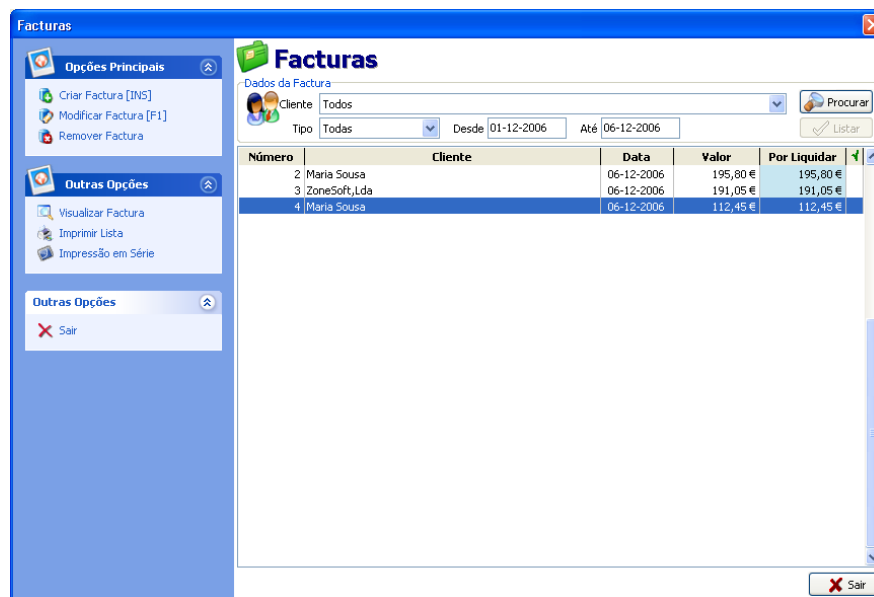 Facturas
Opções Principais
Criar Factura [INS]
Modificar Factura [F1]
Remover Factura
Outras Opções
Visualizar Factura
Imprimir Lista
Impressão em Série
Outras Opções
Sair
Facturas
Dados da Factura
Cliente Todos Procurar
Tipo Todas Desde 01-12-2006 Até 06-12-2006 Listar
Número Cliente Data Valor Por Liquidar
2 Maria Sousa 06-12-2006 195,80 € 195,80 €
3 ZoneSoft,Lda 06-12-2006 191,05 € 191,05 €
4 Maria Sousa 06-12-2006 112,45 € 112,45 €
Sair